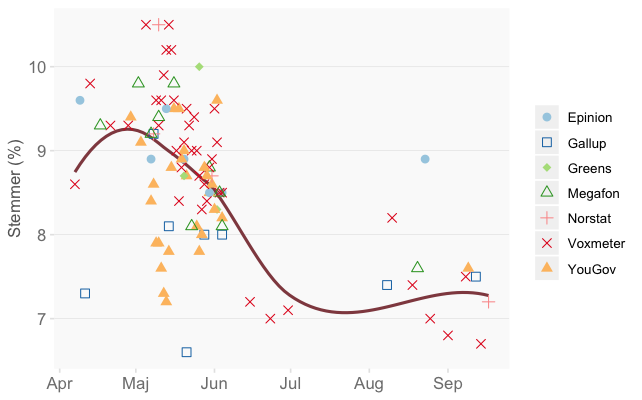 Stemmer (%)
10
9
8
7
Apr
Maj
Jun
Jul
Aug
Sep
Epinion
Gallup
Greens
Megafon
Norstat
Voxmeter
YouGov